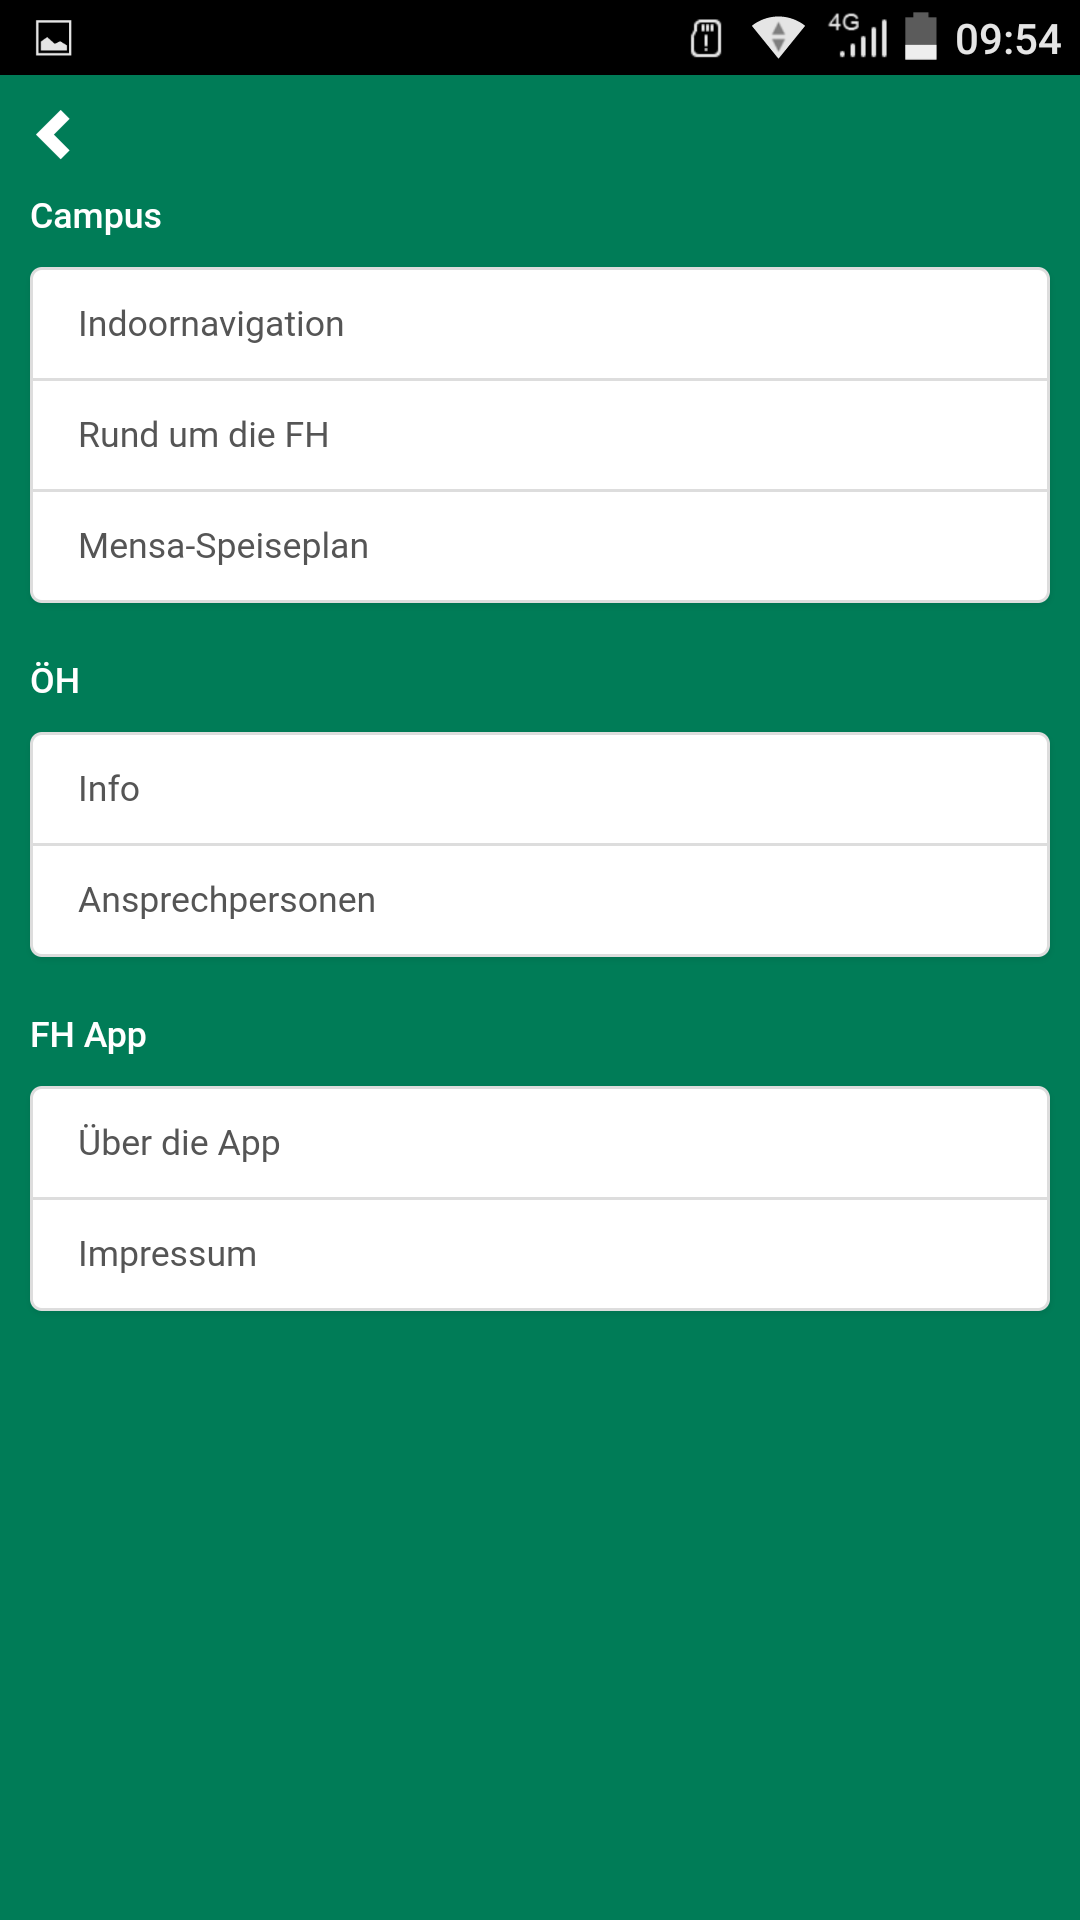 4G 09:54
Campus
Indoornavigation
Rund um die FH
Mensa-Speiseplan
ÖH
Info
Ansprechpersonen
FH App
Über die App
Impressum